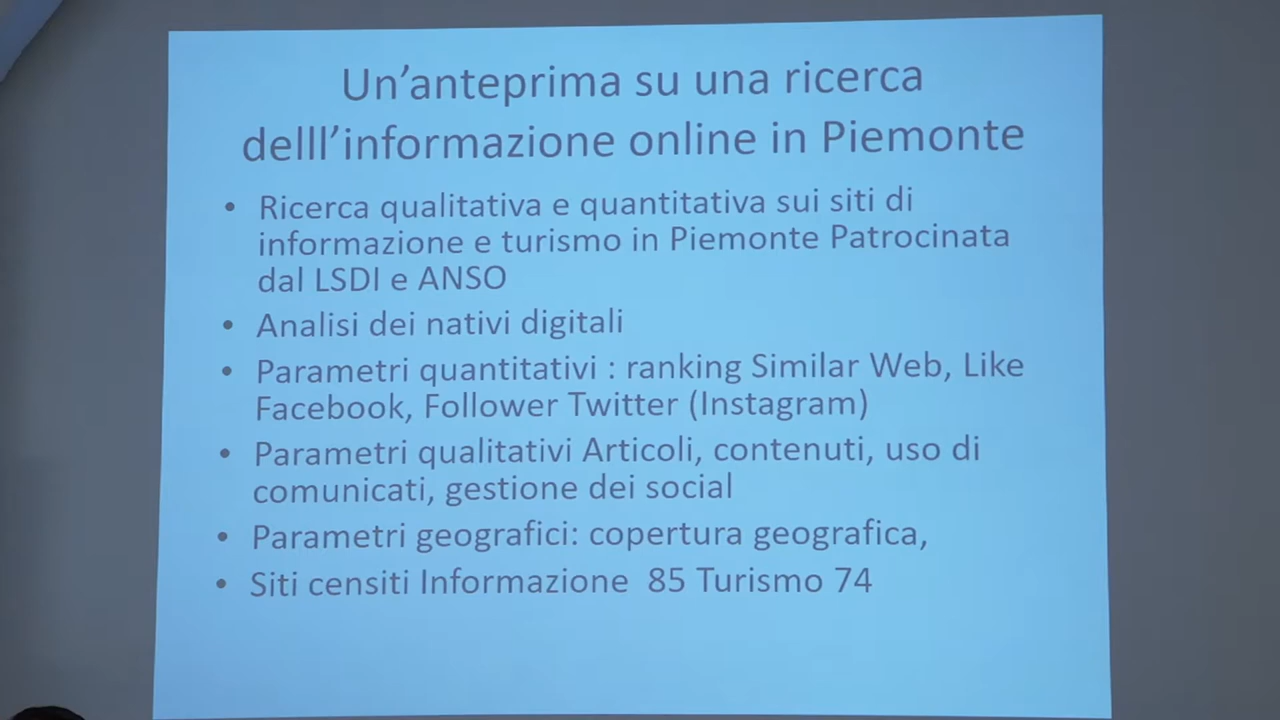 Un'anteprima su una ricerca
delll'informazione online in Piemonte
• Ricerca qualitativa e quantitativa sui siti di
informazione e turismo in Piemonte Patrocinata
dal LSDI e ANSO
• Analisi dei nativi digitali
• Parametri quantitativi : ranking Similar Web, Like
Facebook, Follower Twitter (Instagram)
• Parametri qualitativi Articoli, contenuti, uso di
comunicati, gestione dei social
• Parametri geografici: copertura geografica,
• Siti censiti Informazione  85 Turismo 74